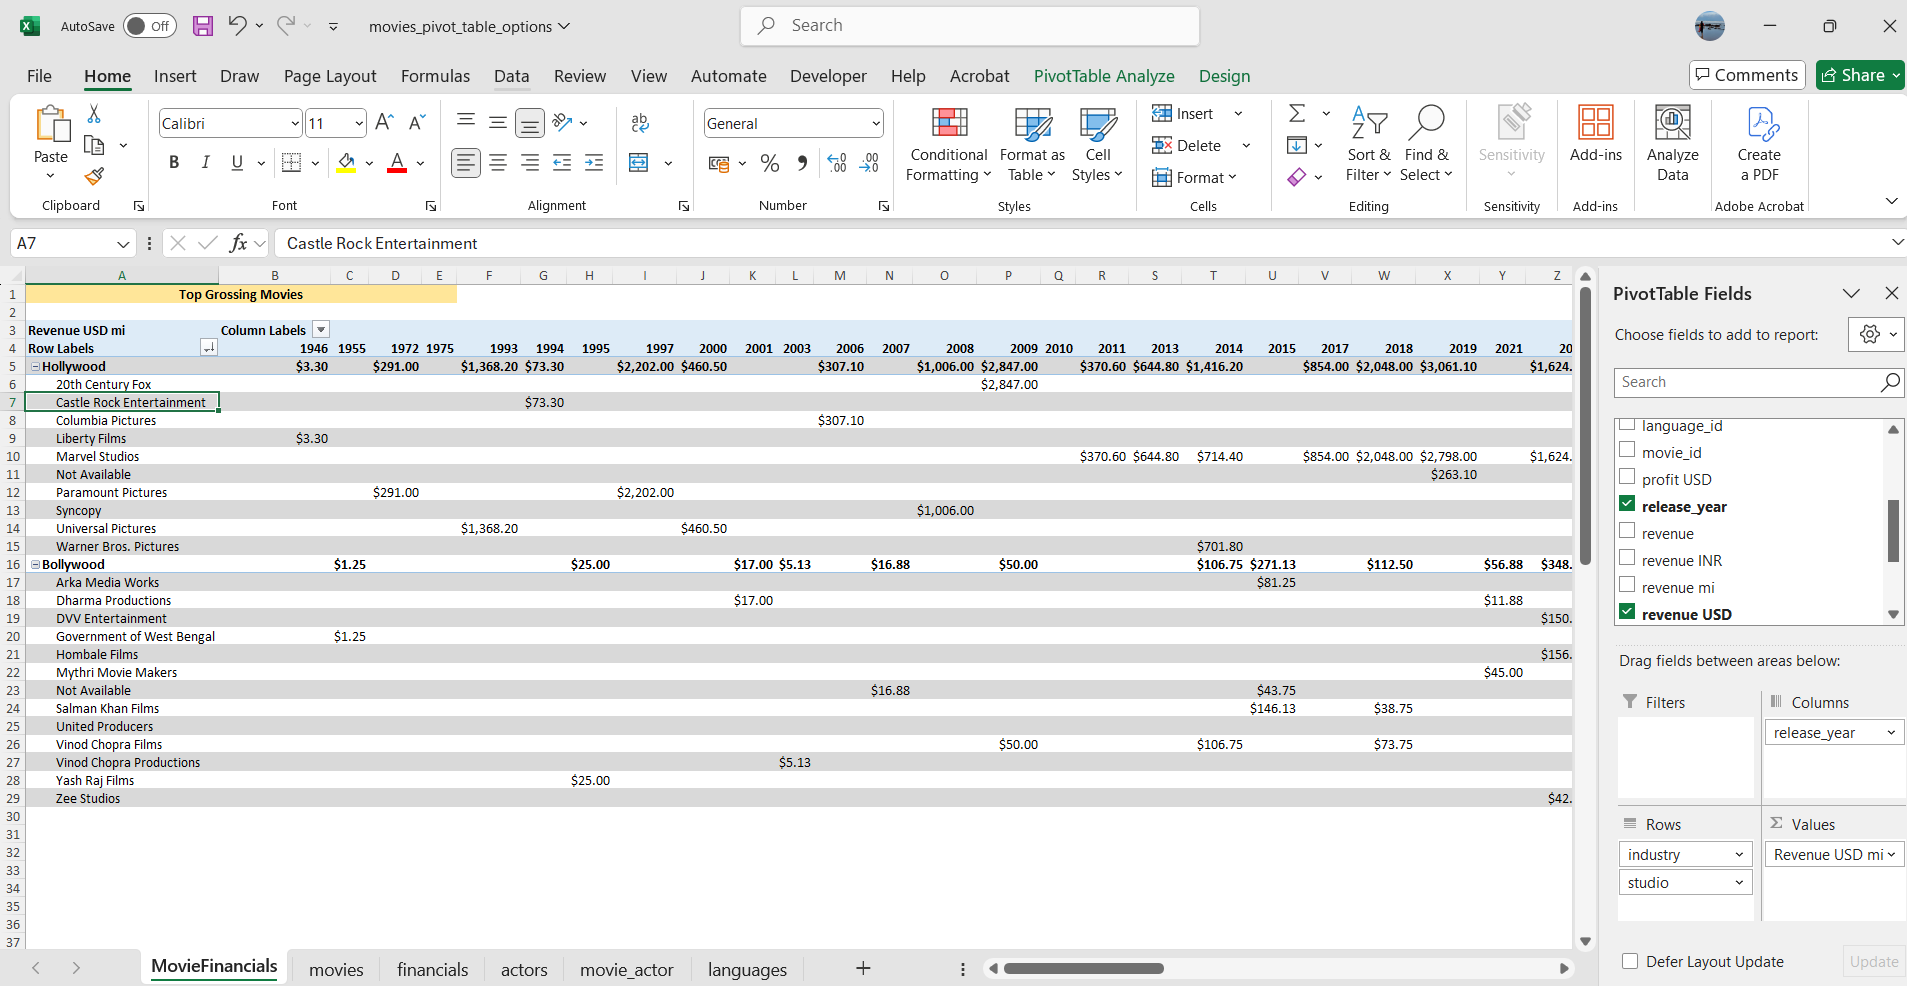 AutoSave Off movies_pivot_table_options Search
File Home Insert Draw Page Layout Formulas Data Review View Automate Developer Help Acrobat PivotTable Analyze Design Comments Share
Paste
Clipboard
Calibri 11
B I U A
Font
ab
Alignment
General
% 9 .00
Number
Conditional Formatting
Format as Table
Cell Styles
Styles
Insert
Delete
Format
Cells
Sort & Filter
Find & Select
Editing
Sensitivity
Sensitivity
Add-ins
Add-ins
Analyze Data
Create a PDF
Adobe Acrobat
A7 fx Castle Rock Entertainment
A B C D E F G H I J K L M N O P Q R S T U V W X Y Z
1 Top Grossing Movies
2
3 Revenue USD mi Column Labels
4 Row Labels 1946 1955 1972 1975 1993 1994 1995 1997 2000 2001 2003 2006 2007 2008 2009 2010 2011 2013 2014 2015 2017 2018 2019 2021 20
5 Hollywood $3.30 $291.00 $1,368.20 $73.30 $2,202.00 $460.50 $307.10 $1,006.00 $2,847.00 $370.60 $644.80 $1,416.20 $854.00 $2,048.00 $3,061.10 $1,624.
6 20th Century Fox $2,847.00
7 Castle Rock Entertainment $73.30
8 Columbia Pictures $307.10
9 Liberty Films $3.30
10 Marvel Studios $370.60 $644.80 $714.40 $854.00 $2,048.00 $2,798.00 $1,624.
11 Not Available $263.10
12 Paramount Pictures $291.00 $2,202.00
13 Syncopy $1,006.00
14 Universal Pictures $1,368.20 $460.50
15 Warner Bros. Pictures $701.80
16 Bollywood $1.25 $25.00 $17.00 $5.13 $16.88 $50.00 $106.75 $271.13 $112.50 $56.88 $348.
17 Arka Media Works $81.25
18 Dharma Productions $17.00 $11.88
19 DVV Entertainment $150.
20 Government of West Bengal $1.25
21 Hombale Films $156.
22 Mythri Movie Makers $45.00
23 Not Available $16.88 $43.75
24 Salman Khan Films $146.13 $38.75
25 United Producers
26 Vinod Chopra Films $50.00 $106.75 $73.75
27 Vinod Chopra Productions $5.13
28 Yash Raj Films $25.00
29 Zee Studios $42.
30
31
32
33
34
35
36
37
MovieFinancials movies financials actors movie_actor languages
PivotTable Fields
Choose fields to add to report:
Search
language_id
movie_id
profit USD
release_year
revenue
revenue INR
revenue mi
revenue USD
Drag fields between areas below:
Filters
Columns
release_year
Rows
industry
studio
Values
Revenue USD mi
Defer Layout Update Update